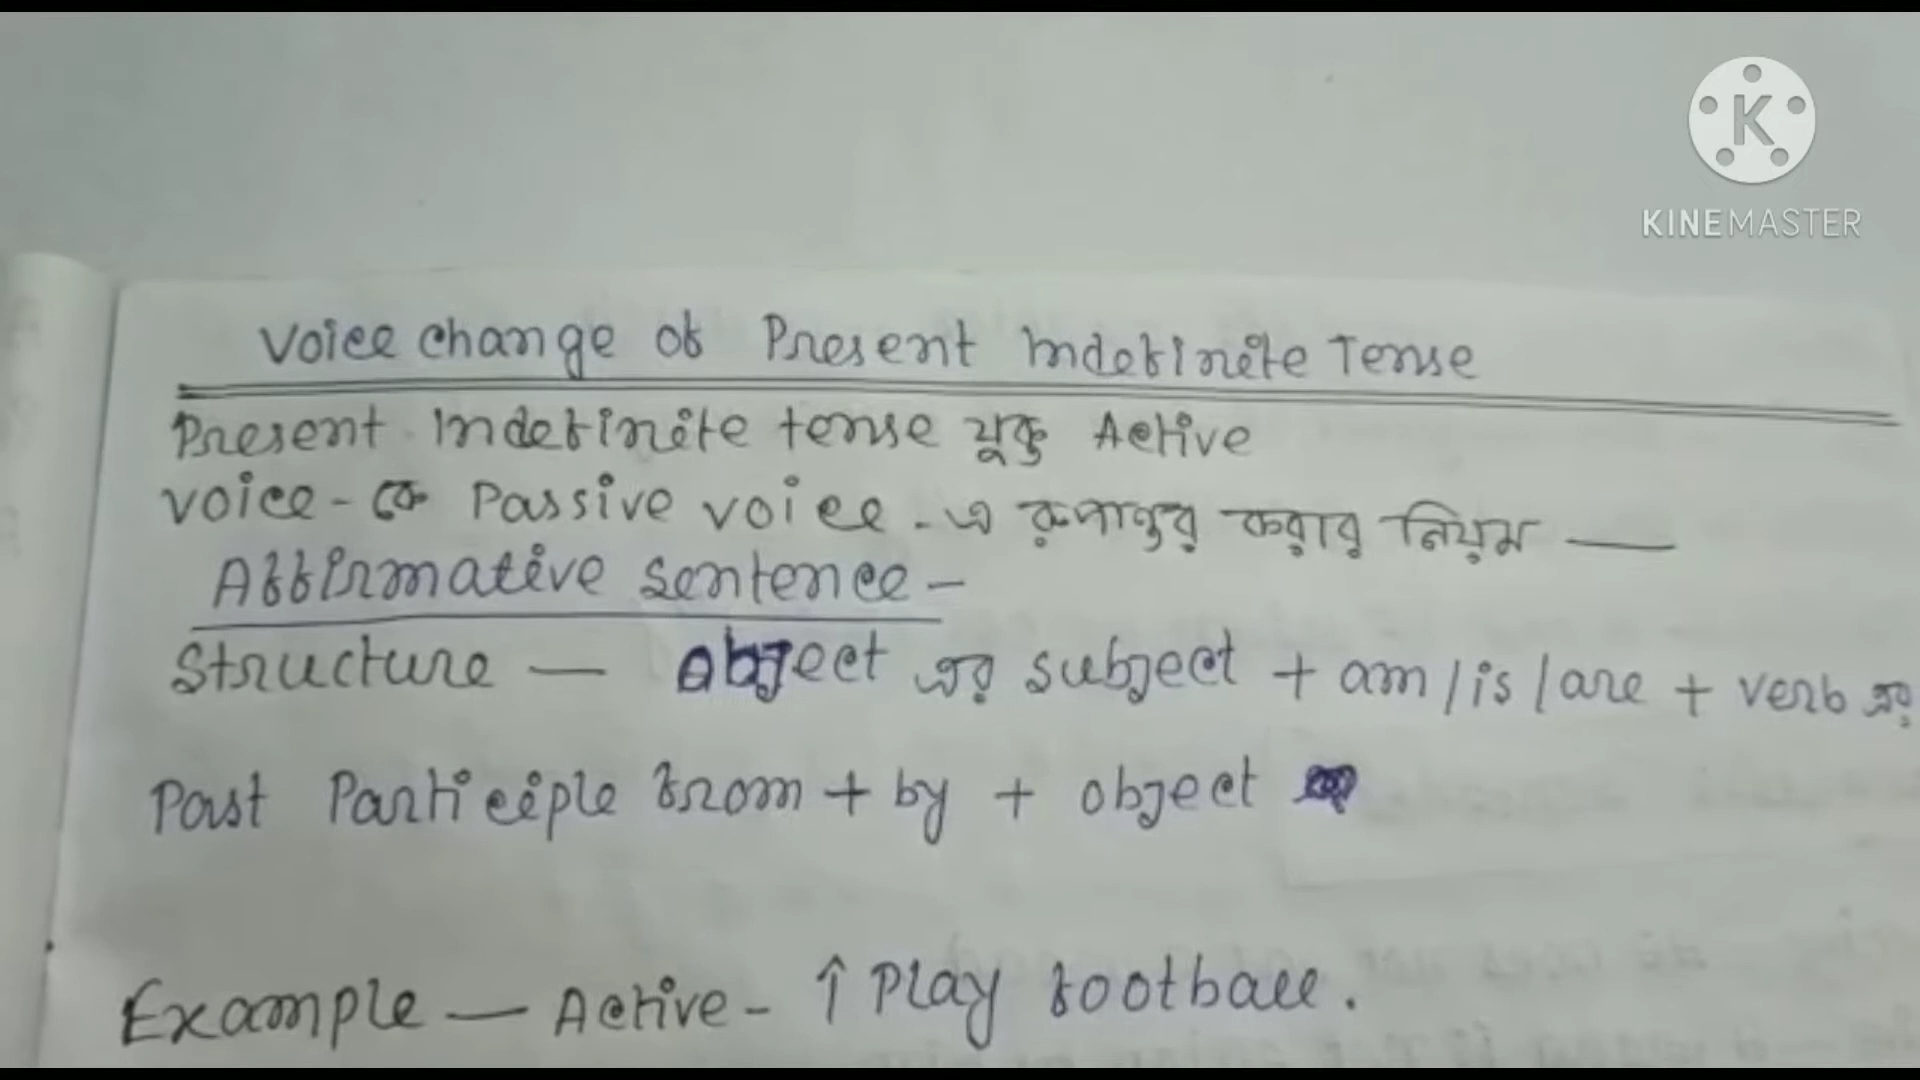 KINEMASTER
Voice change of Present Indefinite Tense
Present Indefinite tense যুক্ত Active
voice - কে Passive voice - এ রুপান্তর করার নিয়ম —
Affirmative sentence -
Structure — object এর subject + am / is / are + verb এর
Past Participle from + by + object
Example — Active - I Play football.